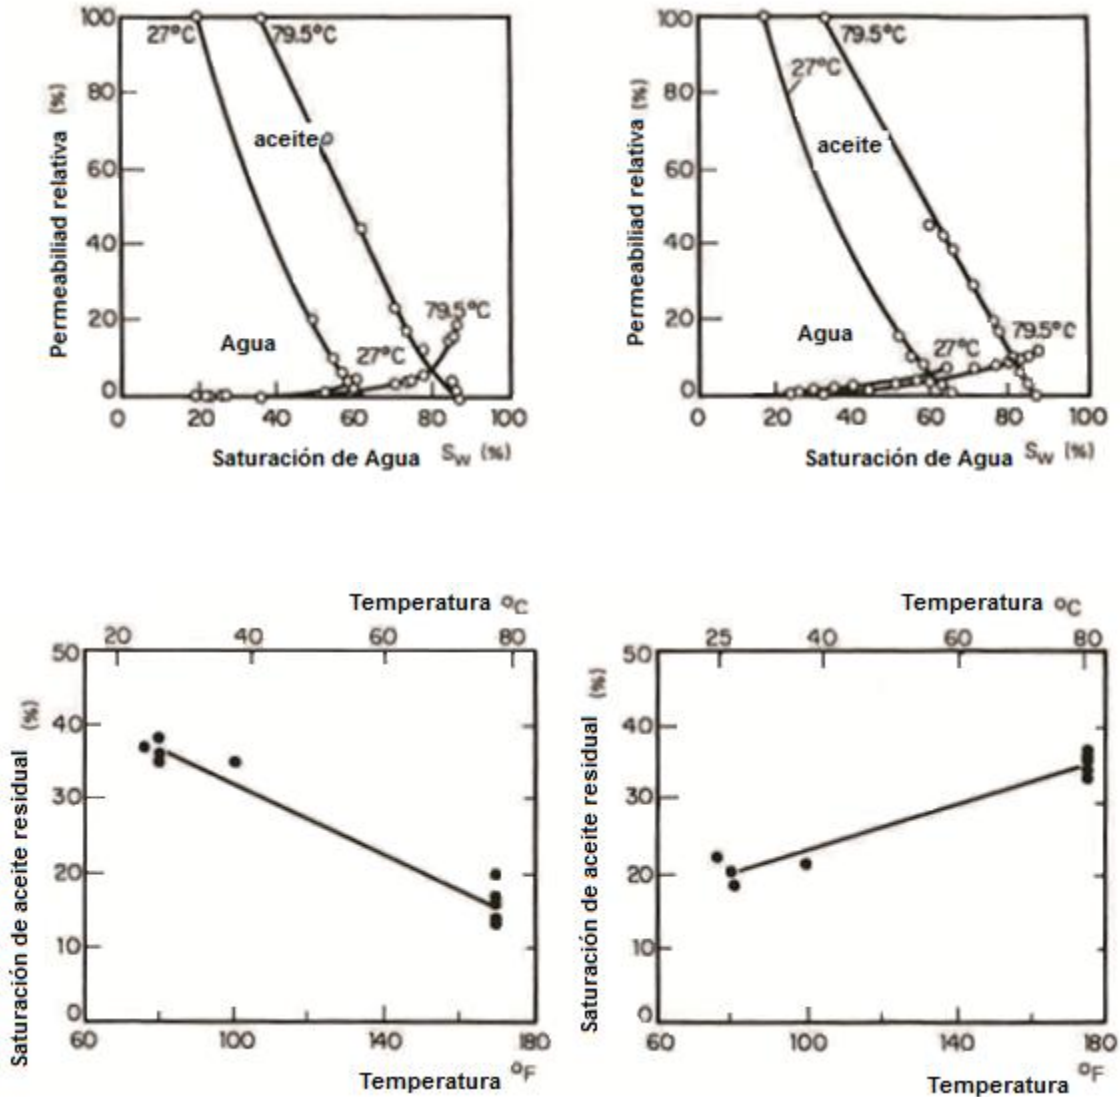 Permeabiliad relativa (%)
100
80
60
40
20
0
27°C
79.5°C
aceite
Agua
27°C
79.5°C
0 20 40 60 80 100
Saturación de Agua Sw (%)
Permeabiliad relativa (%)
100
80
60
40
20
0
79.5°C
27°C
aceite
Agua
27°C
79.5°C
0 20 40 60 80 100
Saturación de Agua Sw (%)
Temperatura °C
20 40 60 80
Saturación de aceite residual (%)
50
40
30
20
10
0
60 100 140 180
Temperatura °F
Temperatura °C
25 40 60 80
Saturación de aceite residual (%)
50
40
30
20
10
0
60 100 140 180
Temperatura °F